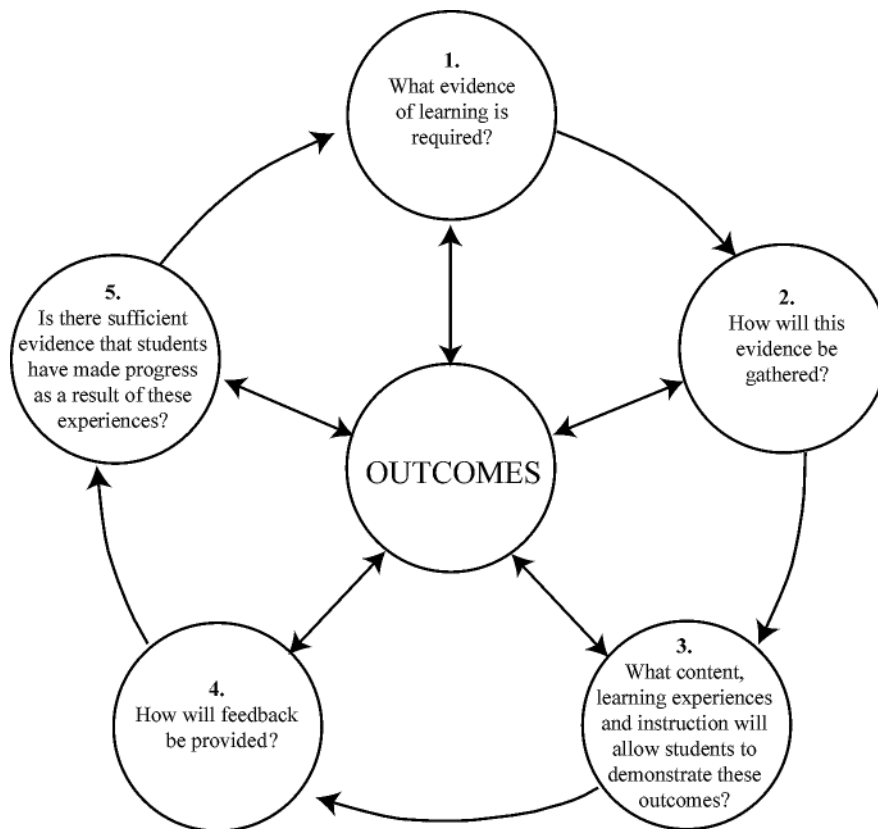 1.
What evidence
of learning is
required?
2.
How will this
evidence be
gathered?
3.
What content,
learning experiences
and instruction will
allow students to
demonstrate these
outcomes?
4.
How will feedback
be provided?
5.
Is there sufficient
evidence that students
have made progress
as a result of these
experiences?
OUTCOMES